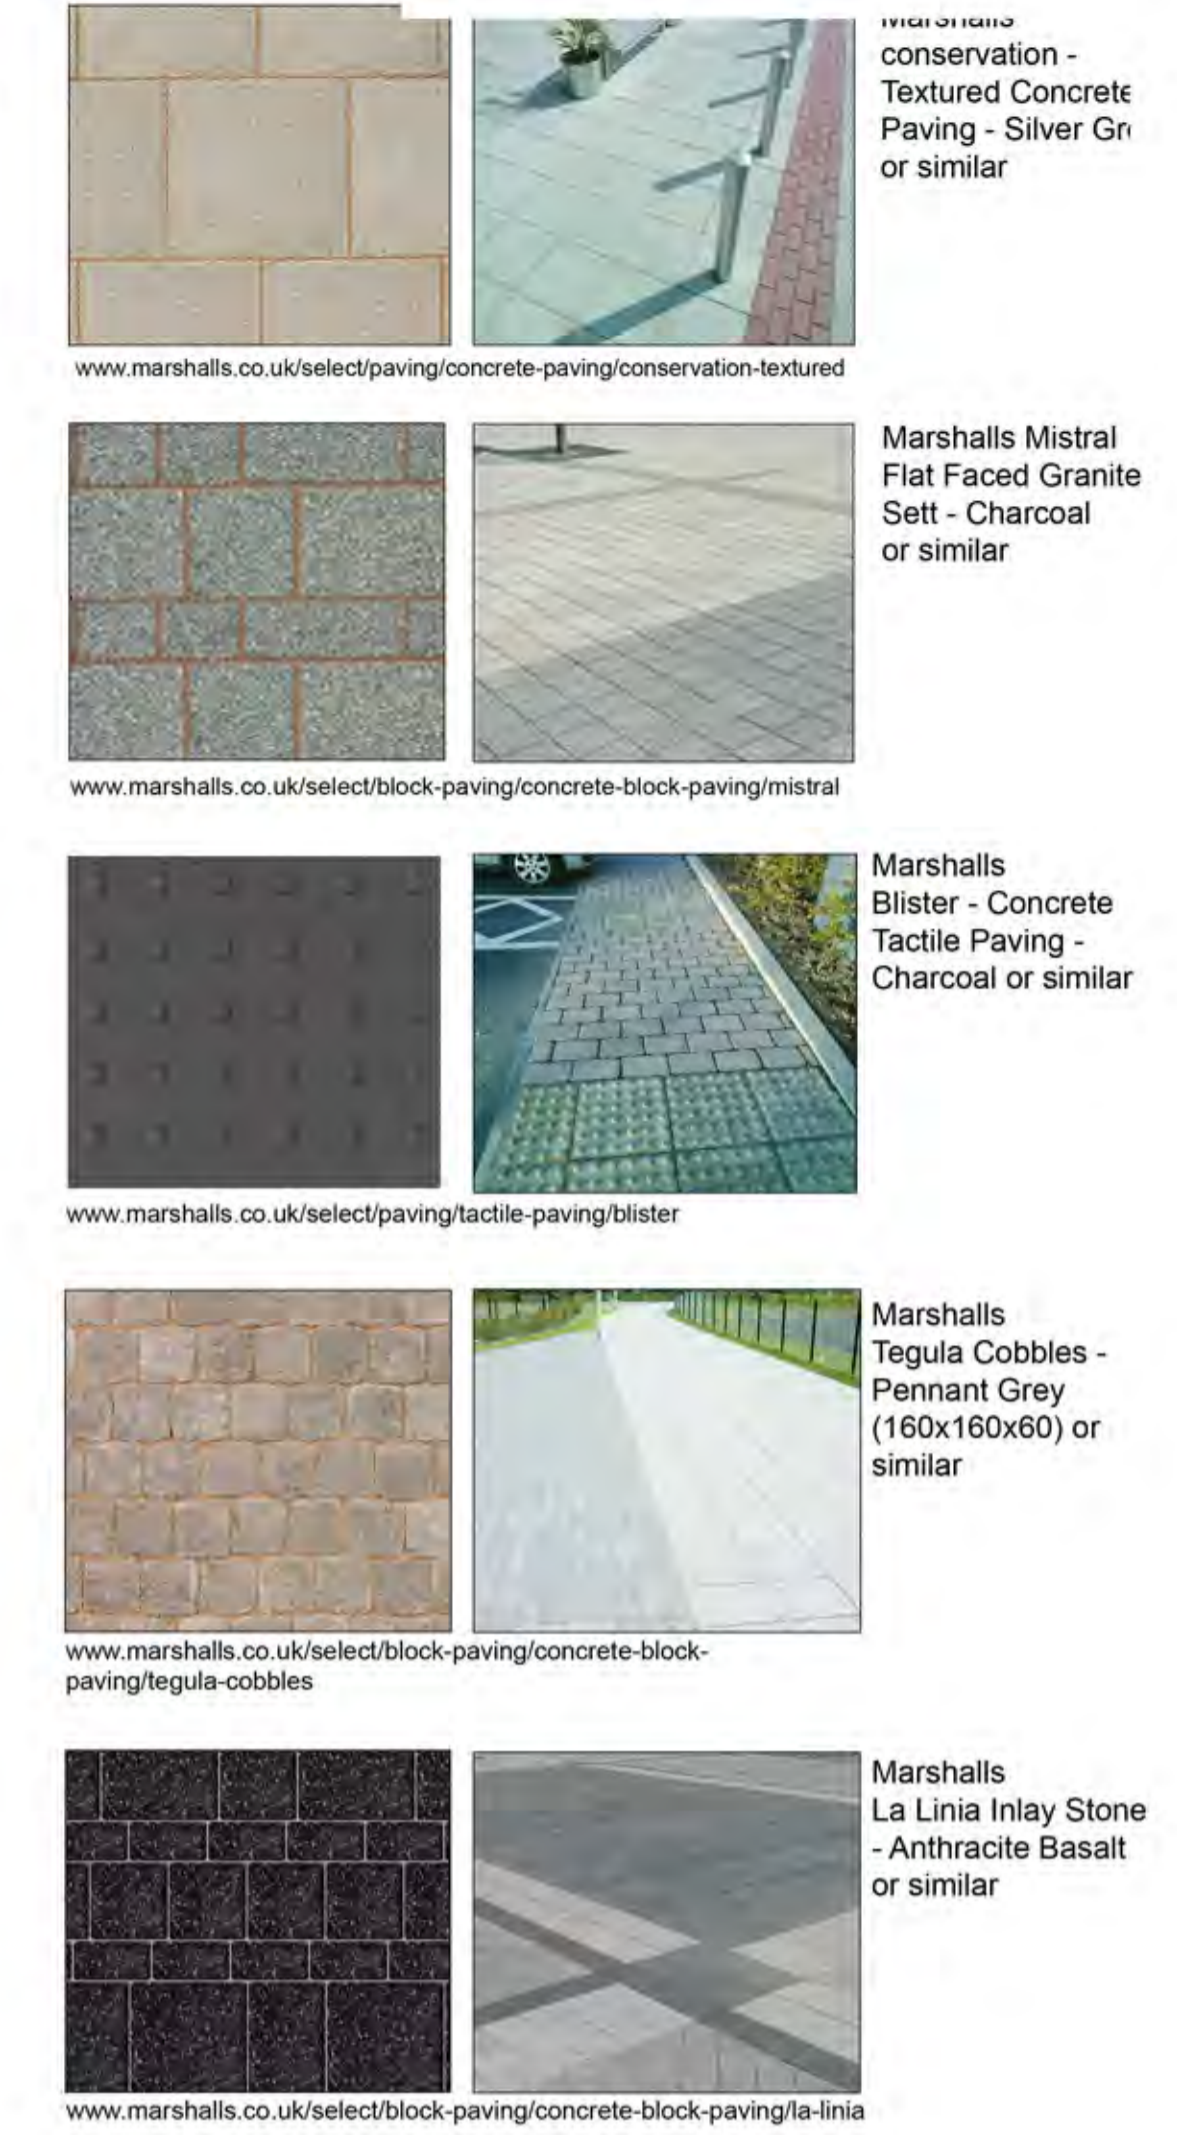 conservation -
Textured Concrete
Paving - Silver
or similar
www.marshalls.co.uk/select/paving/concrete-paving/conservation-textured
Marshalls Mistral
Flat Faced Granite
Sett - Charcoal
or similar
www.marshalls.co.uk/select/block-paving/concrete-block-paving/mistral
Marshalls
Blister - Concrete
Tactile Paving -
Charcoal or similar
www.marshalls.co.uk/select/paving/tactile-paving/blister
Marshalls
Tegula Cobbles -
Pennant Grey
(160x160x60) or
similar
www.marshalls.co.uk/select/block-paving/concrete-block-
paving/tegula-cobbles
Marshalls
La Linia Inlay Stone
- Anthracite Basalt
or similar
www.marshalls.co.uk/select/block-paving/concrete-block-paving/la-linia